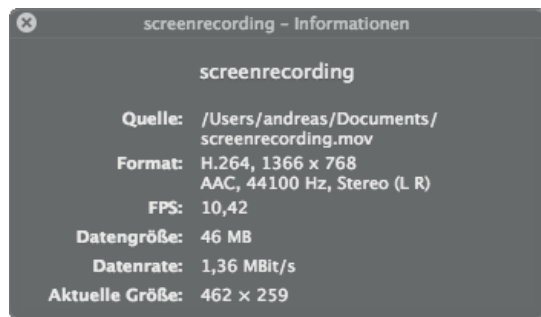 screenrecording – Informationen
screenrecording
Quelle: /Users/andreas/Documents/
screenrecording.mov
Format: H.264, 1366 x 768
AAC, 44100 Hz, Stereo (L R)
FPS: 10,42
Datengröße: 46 MB
Datenrate: 1,36 MBit/s
Aktuelle Größe: 462 × 259